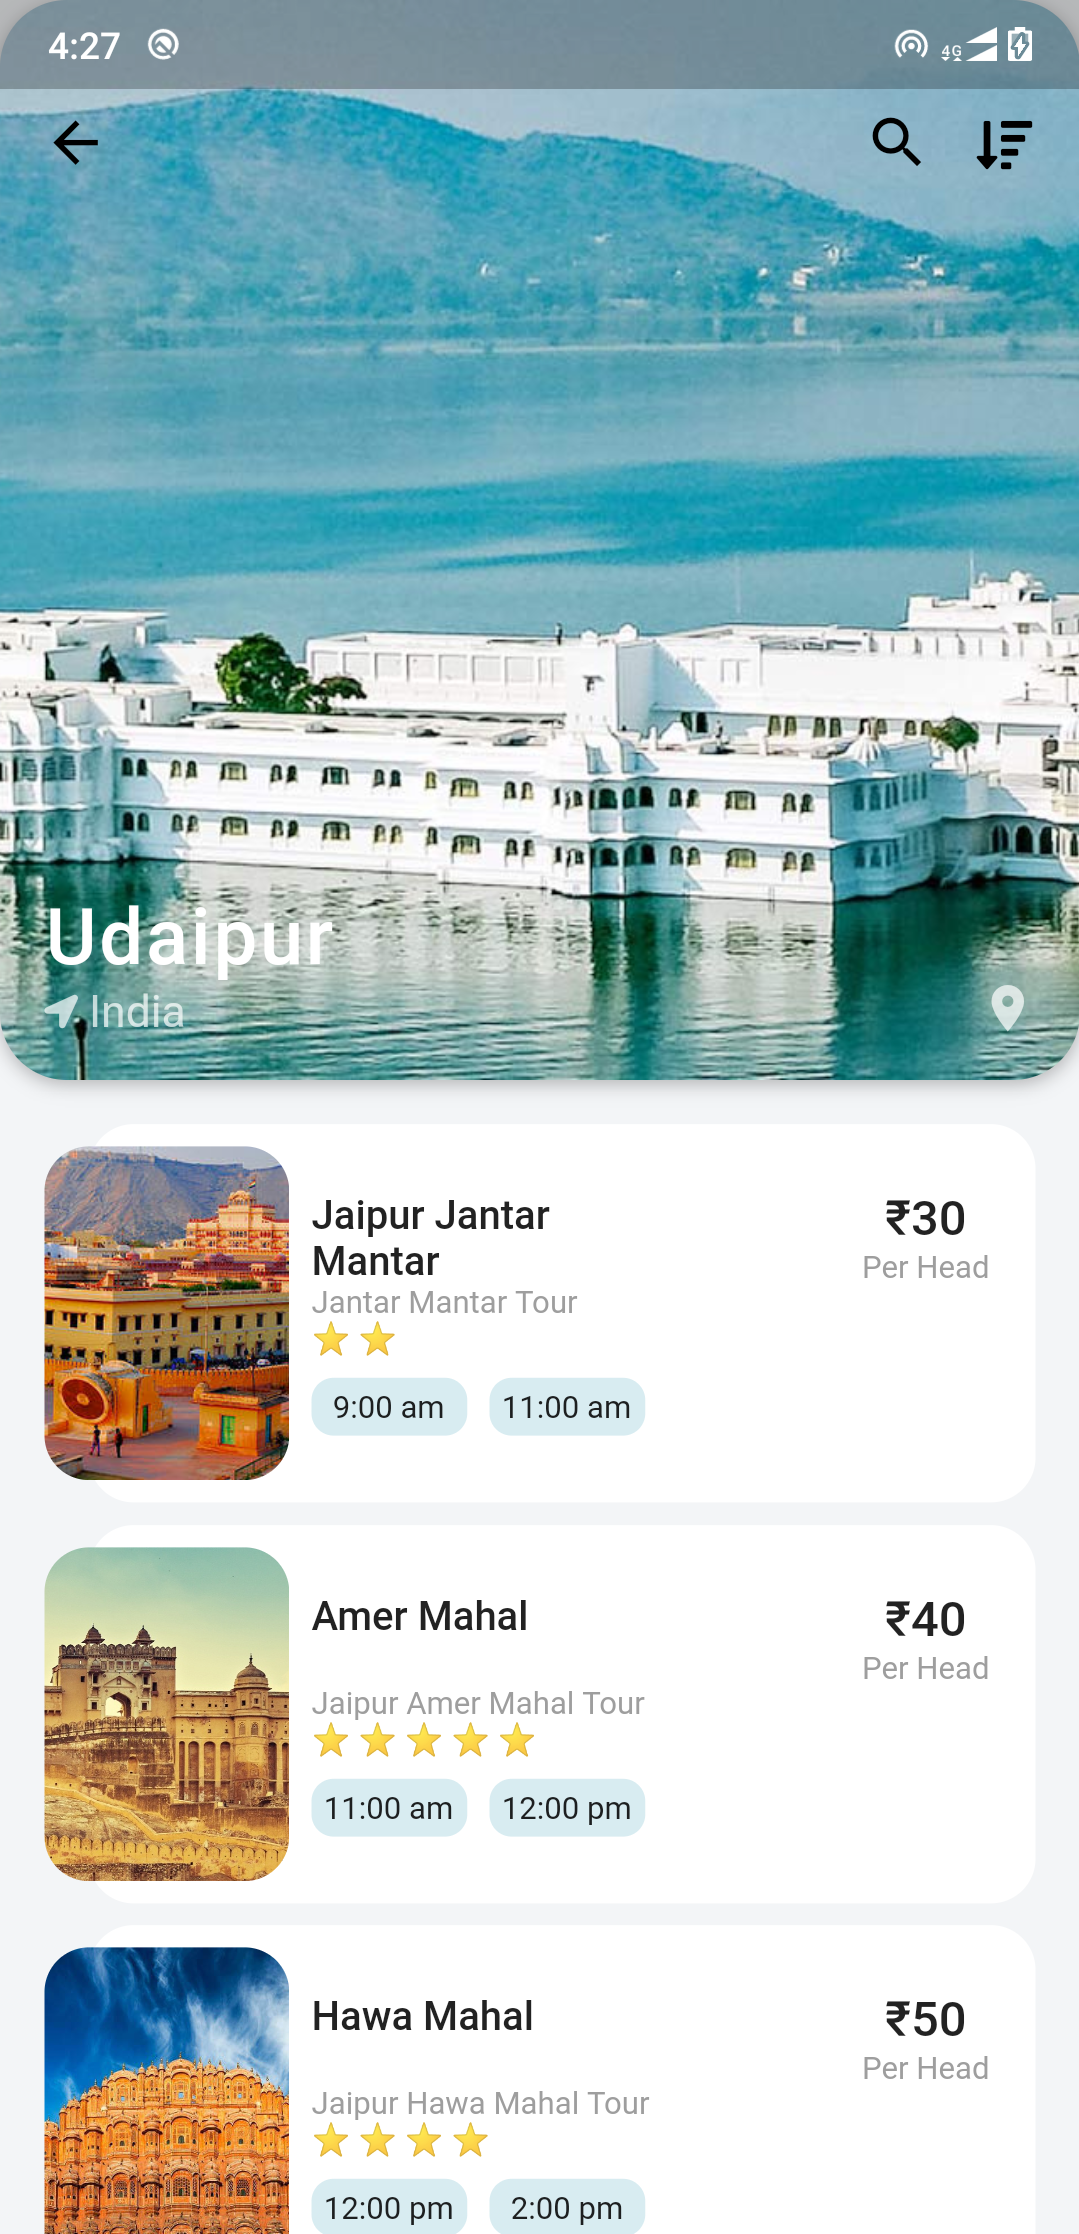 4:27
4G
Udaipur
India
Jaipur Jantar
Mantar
₹30
Per Head
Jantar Mantar Tour
9:00 am 11:00 am
Amer Mahal
₹40
Per Head
Jaipur Amer Mahal Tour
11:00 am 12:00 pm
Hawa Mahal
₹50
Per Head
Jaipur Hawa Mahal Tour
12:00 pm 2:00 pm